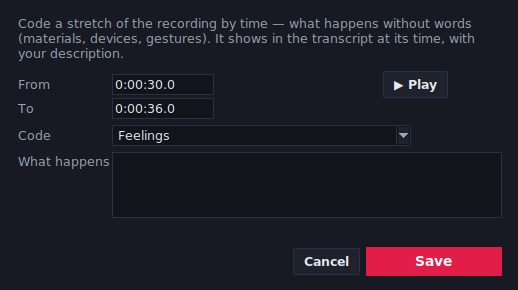 Code a stretch of the recording by time — what happens without words
(materials, devices, gestures). It shows in the transcript at its time, with
your description.
From 0:00:30.0 ▶ Play
To 0:00:36.0
Code Feelings
What happens
Cancel Save